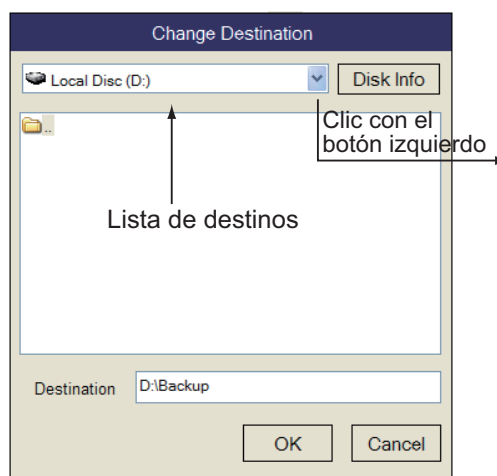 Change Destination
Local Disc (D:)
Disk Info
..
Clic con el
botón izquierdo
Lista de destinos
Destination
D:\Backup
OK
Cancel